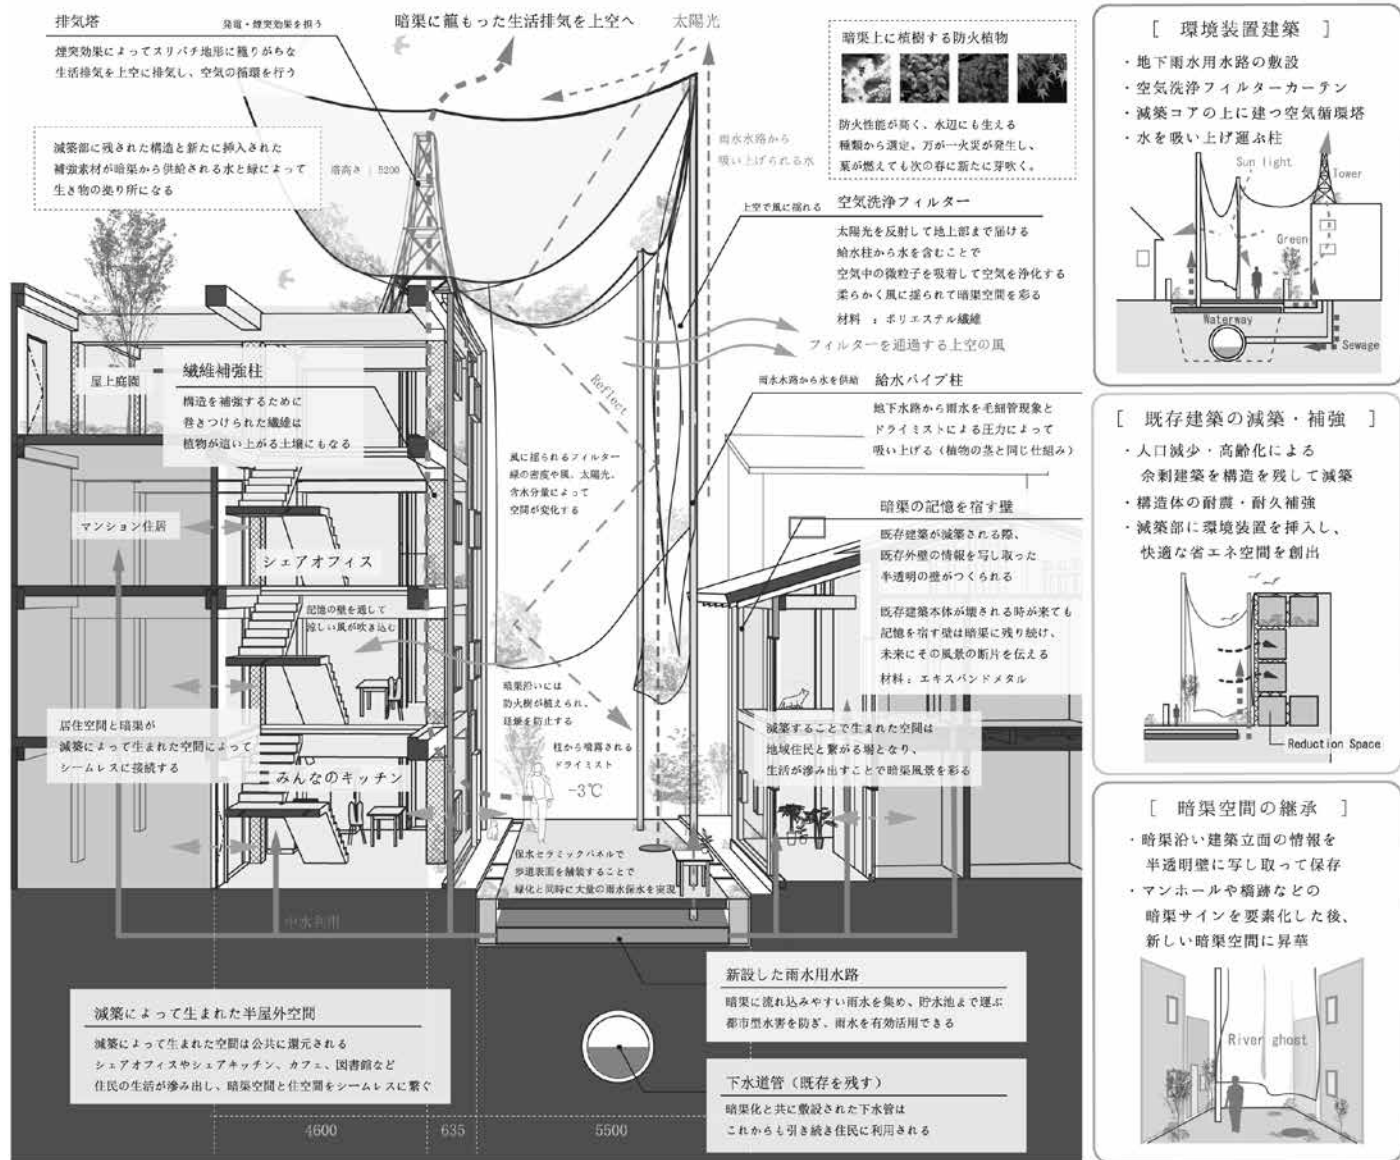 排気塔
発電・煙突効果を担う
煙突効果によってスリバチ地形に籠りがちな
生活排気を上空に排気し、空気の循環を行う
暗渠に籠もった生活排気を上空へ
太陽光
減築部に残された構造と新たに挿入された
補強素材が暗渠から供給される水と緑によって
生き物の拠り所になる
塔高さ | 5200
雨水水路から
吸い上げられる水
暗渠上に植樹する防火植物
防火性能が高く、水辺にも生える
種類から選定。万が一火災が発生し、
葉が燃えても次の春に新たに芽吹く。
上空で風に揺れる
空気洗浄フィルター
太陽光を反射して地上部まで届ける
給水柱から水を含むことで
空気中の微粒子を吸着して空気を浄化する
柔らかく風に揺られて暗渠空間を彩る
材料 : ポリエステル繊維
フィルターを通過する上空の風
屋上庭園
繊維補強柱
構造を補強するために
巻きつけられた繊維は
植物が這い上がる土壌にもなる
Reflect
雨水水路から水を供給
給水パイプ柱
地下水路から雨水を毛細管現象と
ドライミストによる圧力によって
吸い上げる（植物の茎と同じ仕組み）
風に揺られるフィルター
緑の密度や風、太陽光、
含水分量によって
空間が変化する
マンション住居
シェアオフィス
記憶の壁を通して
涼しい風が吹き込む
暗渠の記憶を宿す壁
既存建築が減築される際、
既存外壁の情報を写し取った
半透明の壁がつくられる
既存建築本体が壊される時が来ても
記憶を宿す壁は暗渠に残り続け、
未来にその風景の断片を伝える
材料：エキスパンドメタル
暗渠沿いには
防火樹が植えられ、
延焼を防止する
柱から噴霧される
ドライミスト
-3℃
居住空間と暗渠が
減築によって生まれた空間によって
シームレスに接続する
みんなのキッチン
減築することで生まれた空間は
地域住民と繋がる場となり、
生活が滲み出すことで暗渠風景を彩る
保水セラミックパネルで
歩道表面を舗装することで
緑化と同時に大量の雨水保水を実現
中水利用
新設した雨水用水路
暗渠に流れ込みやすい雨水を集め、貯水池まで運ぶ
都市型水害を防ぎ、雨水を有効活用できる
減築によって生まれた半屋外空間
減築によって生まれた空間は公共に還元される
シェアオフィスやシェアキッチン、カフェ、図書館など
住民の生活が滲み出し、暗渠空間と住空間をシームレスに繋ぐ
下水道管（既存を残す）
暗渠化と共に敷設された下水管は
これからも引き続き住民に利用される
4600
635
5500
[ 環境装置建築 ]
・地下雨水用水路の敷設
・空気洗浄フィルターカーテン
・減築コアの上に建つ空気循環塔
・水を吸い上げ運ぶ柱
Sun light
Tower
Green
Waterway
Sewage
[ 既存建築の減築・補強 ]
・人口減少・高齢化による
余剰建築を構造を残して減築
・構造体の耐震・耐久補強
・減築部に環境装置を挿入し、
快適な省エネ空間を創出
Reduction Space
[ 暗渠空間の継承 ]
・暗渠沿い建築立面の情報を
半透明壁に写し取って保存
・マンホールや橋跡などの
暗渠サインを要素化した後、
新しい暗渠空間に昇華
River ghost